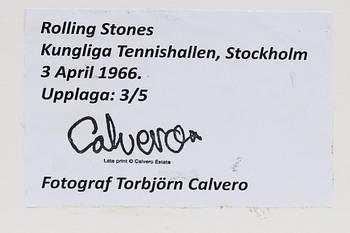 Rolling Stones
Kungliga Tennishallen, Stockholm
3 April 1966.
Upplaga: 3/5
Calvero
Late print © Calvero Estate
Fotograf Torbjörn Calvero